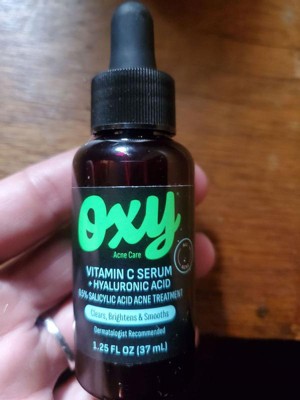 Oxy
Acne Care
VITAMIN C SERUM
+ HYALURONIC ACID
0.5% SALICYLIC ACID ACNE TREATMENT
Clears, Brightens & Smooths
Dermatologist Recommended
1.25 FL OZ (37 mL)